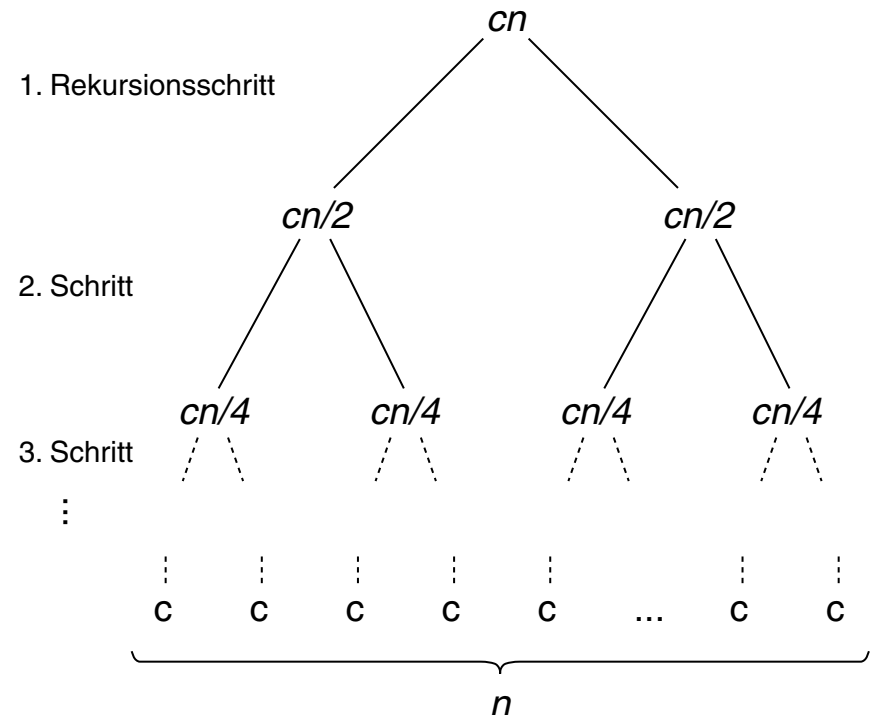 cn
1. Rekursionsschritt
cn/2 cn/2
2. Schritt
cn/4 cn/4 cn/4 cn/4
3. Schritt
⋮
c c c c c ... c c
n